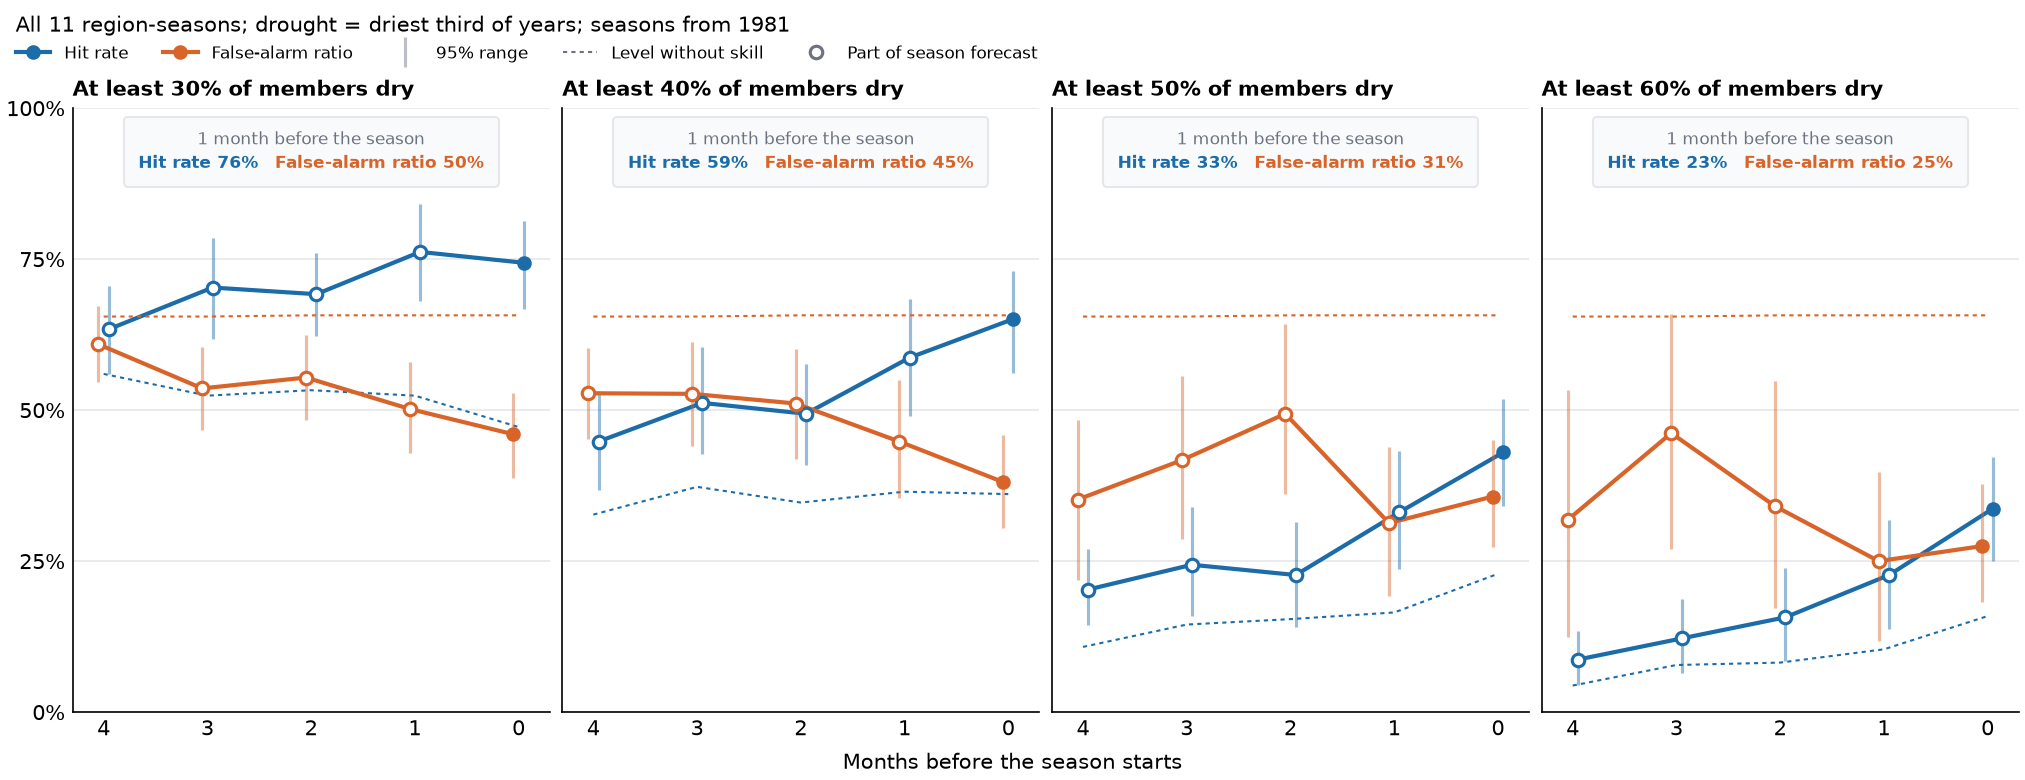 All 11 region-seasons; drought = driest third of years; seasons from 1981
Hit rate False-alarm ratio 95% range Level without skill Part of season forecast
At least 30% of members dry At least 40% of members dry At least 50% of members dry At least 60% of members dry
100%
1 month before the season 1 month before the season 1 month before the season 1 month before the season
Hit rate 76% False-alarm ratio 50% Hit rate 59% False-alarm ratio 45% Hit rate 33% False-alarm ratio 31% Hit rate 23% False-alarm ratio 25%
75%
50%
25%
0%
4 3 2 1 0 4 3 2 1 0 4 3 2 1 0 4 3 2 1 0
Months before the season starts